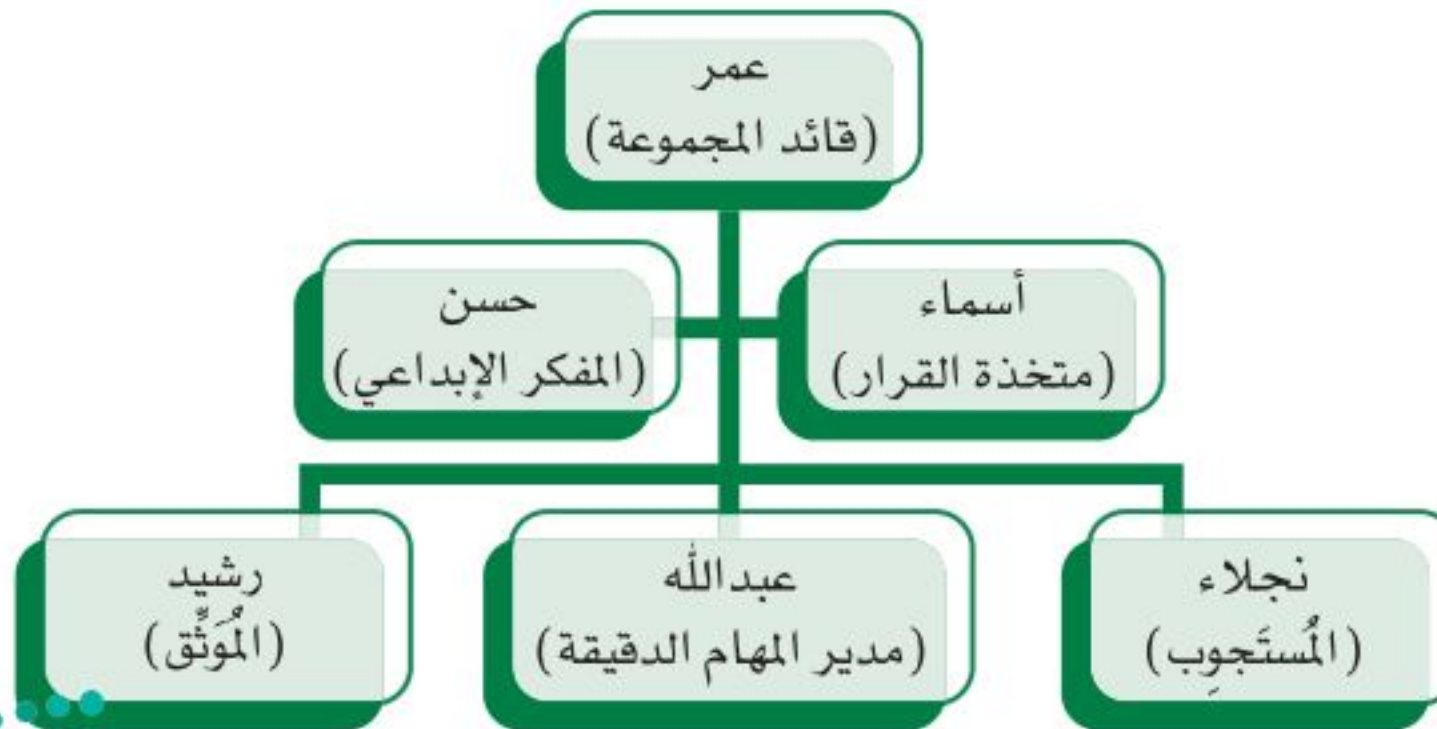 عمر
(قائد المجموعة)
أسماء
(متخذة القرار)
حسن
(المفكر الإبداعي)
نجلاء
(المُستَجوِب)
عبدالله
(مدير المهام الدقيقة)
رشيد
(المُوَثِّق)